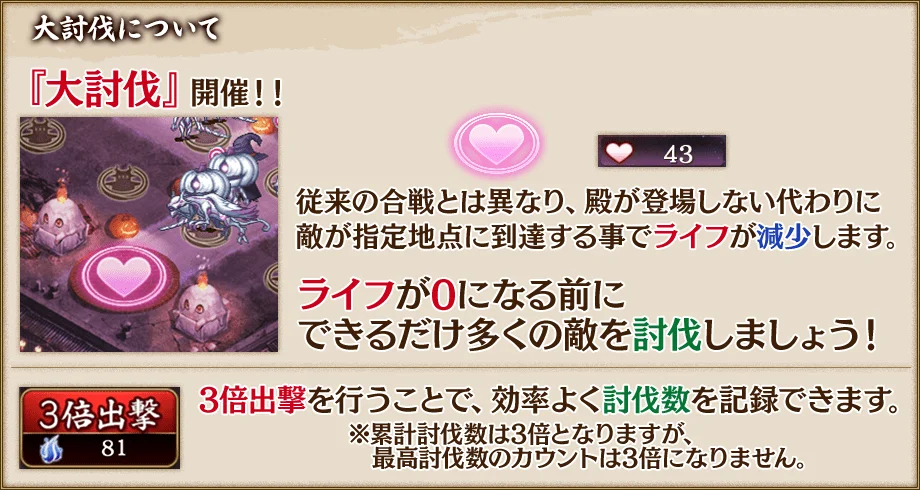 大討伐について
『大討伐』開催！！
43
従来の合戦とは異なり、殿が登場しない代わりに
敵が指定地点に到達する事でライフが減少します。
ライフが0になる前に
できるだけ多くの敵を討伐しましょう！
3倍出撃
81
3倍出撃を行うことで、効率よく討伐数を記録できます。
※累計討伐数は3倍となりますが、
最高討伐数のカウントは3倍になりません。